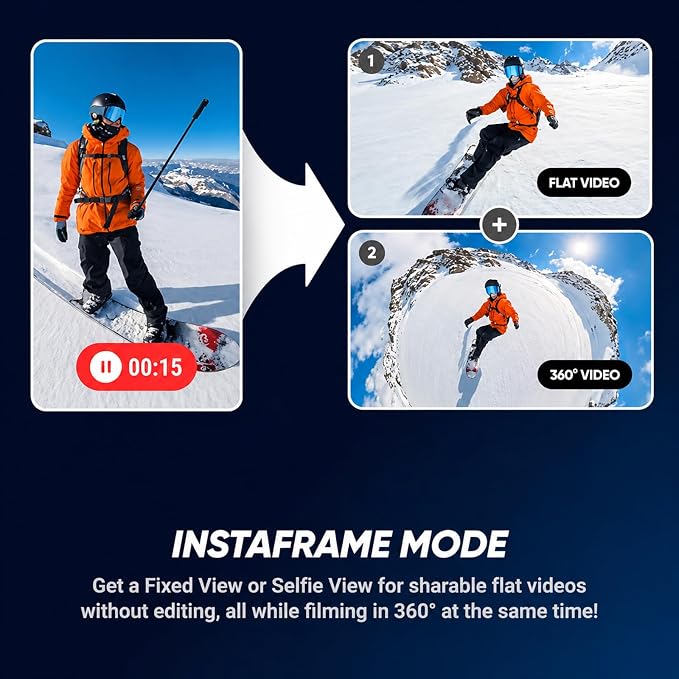 00:15
1
FLAT VIDEO
+
2
360° VIDEO
INSTAFRAME MODE
Get a Fixed View or Selfie View for sharable flat videos
without editing, all while filming in 360° at the same time!